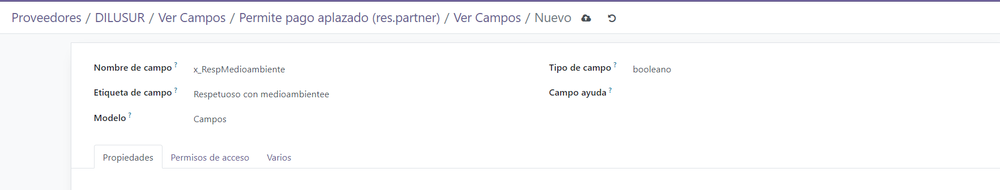 Proveedores / DILUSUR / Ver Campos / Permite pago aplazado (res.partner) / Ver Campos / Nuevo
Nombre de campo ? x_RespMedioambiente Tipo de campo ? booleano
Etiqueta de campo ? Respetuoso con medioambientee Campo ayuda ?
Modelo ? Campos
Propiedades Permisos de acceso Varios